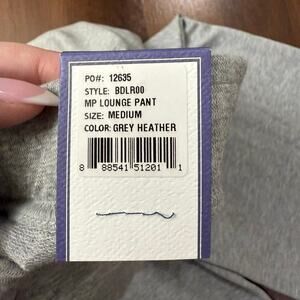 PO#: 12635
STYLE: BDLR00
MP LOUNGE PANT
SIZE: MEDIUM
COLOR: GREY HEATHER
8 88541 51201 1